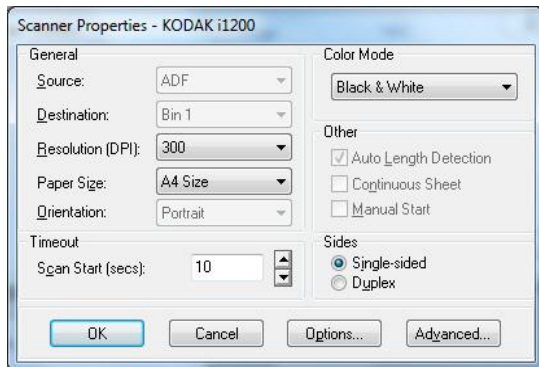 Scanner Properties - KODAK i1200
General
Source: ADF
Destination: Bin 1
Resolution (DPI): 300
Paper Size: A4 Size
Orientation: Portrait
Timeout
Scan Start (secs): 10
Color Mode
Black & White
Other
Auto Length Detection
Continuous Sheet
Manual Start
Sides
Single-sided
Duplex
OK Cancel Options... Advanced...